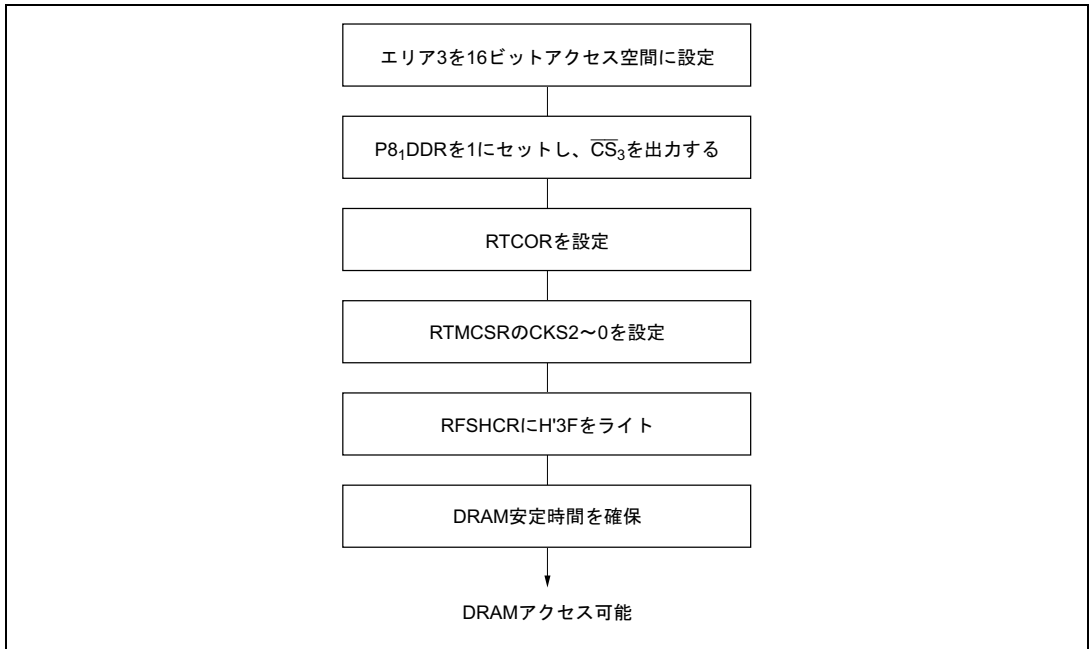 エリア3を16ビットアクセス空間に設定
P8₁DDRを1にセットし、C̅S̅₃を出力する
RTCORを設定
RTMCSRのCKS2～0を設定
RFSHCRにH'3Fをライト
DRAM安定時間を確保
DRAMアクセス可能